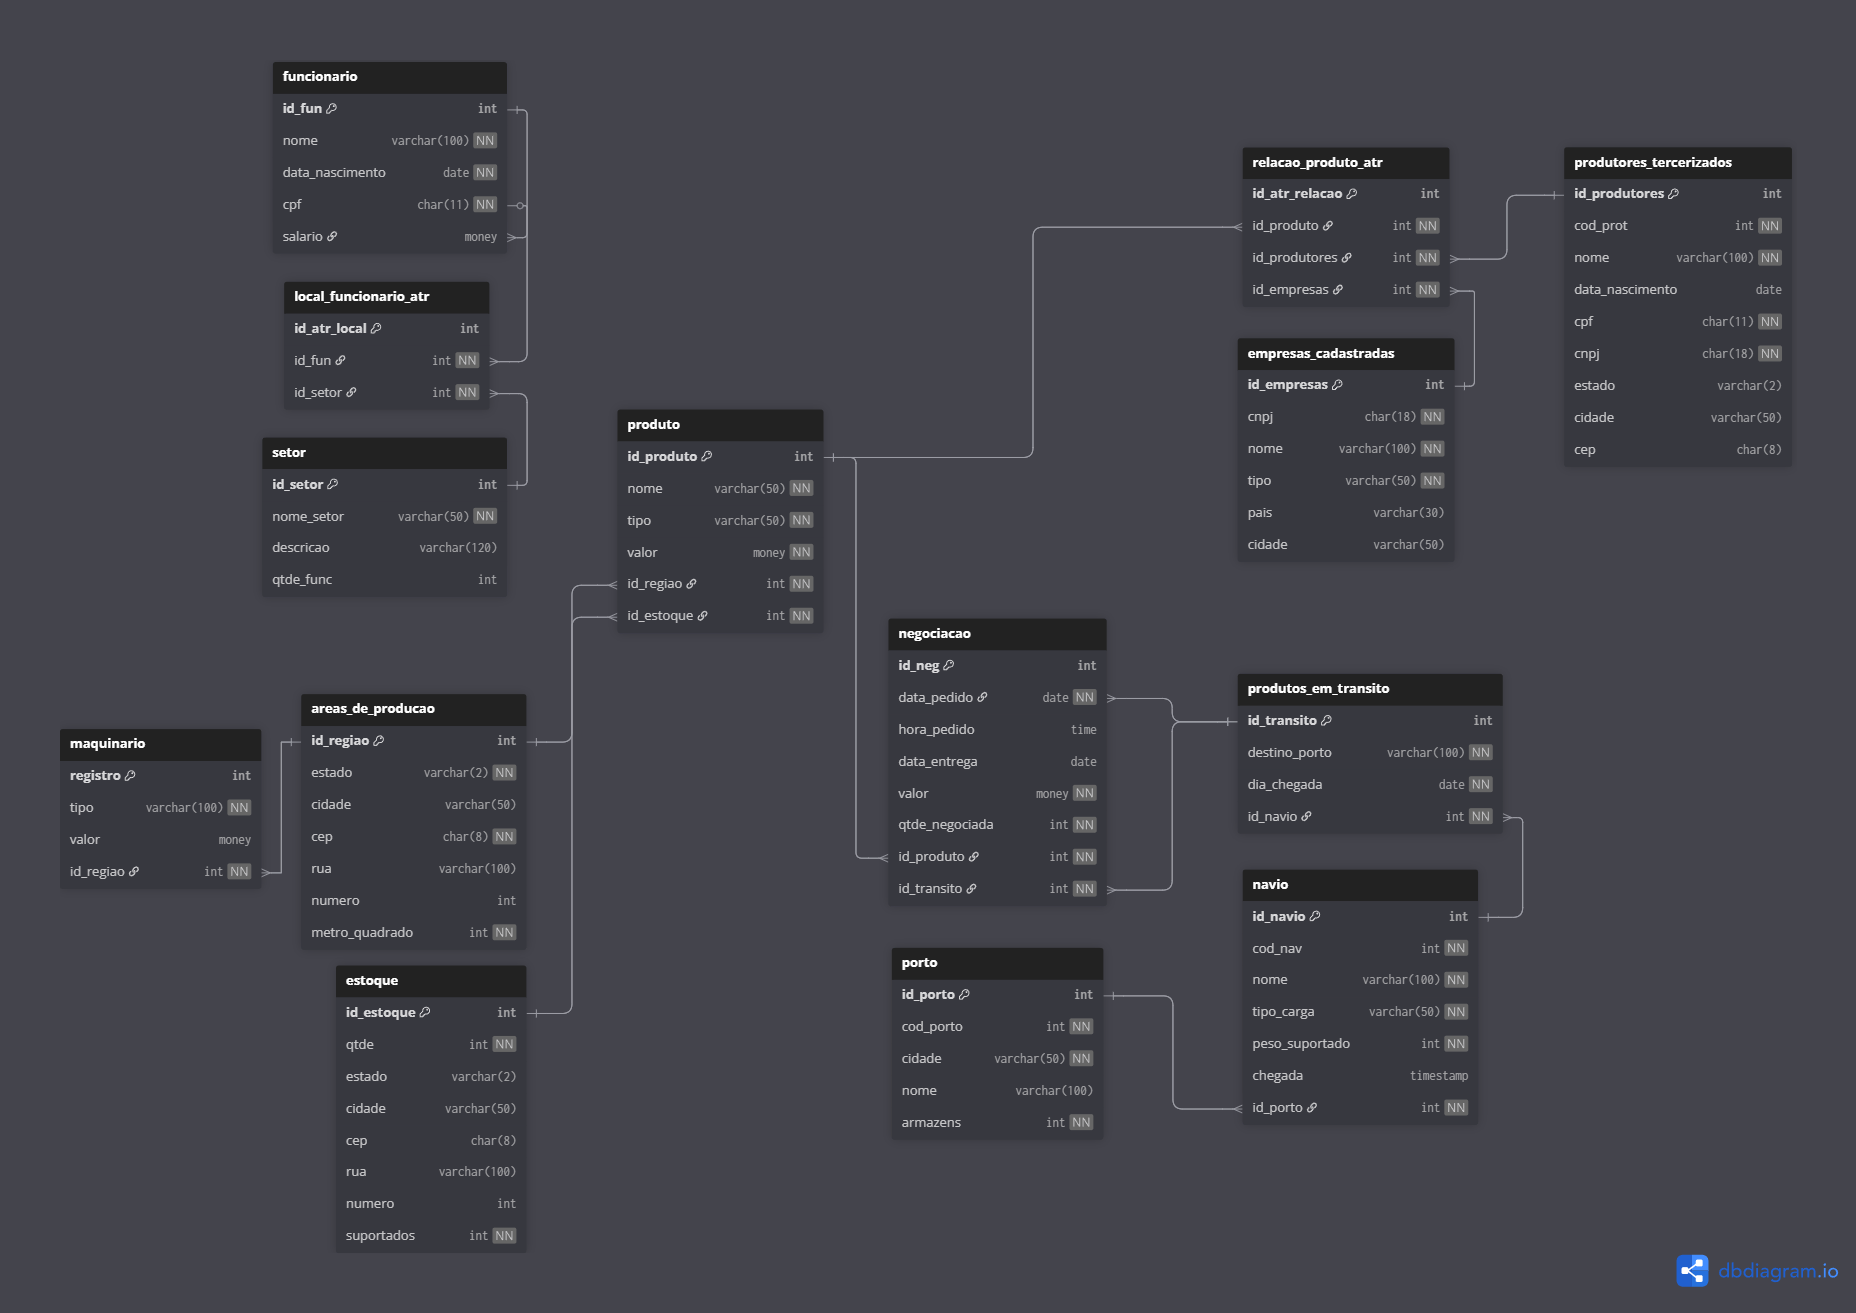 funcionario
id_fun int
nome varchar(100) NN
data_nascimento date NN
cpf char(11) NN
salario money
local_funcionario_atr
id_atr_local int
id_fun int NN
id_setor int NN
setor
id_setor int
nome_setor varchar(50) NN
descricao varchar(120)
qtde_func int
maquinario
registro int
tipo varchar(100) NN
valor money
id_regiao int NN
areas_de_producao
id_regiao int
estado varchar(2) NN
cidade varchar(50)
cep char(8) NN
rua varchar(100)
numero int
metro_quadrado int NN
estoque
id_estoque int
qtde int NN
estado varchar(2)
cidade varchar(50)
cep char(8)
rua varchar(100)
numero int
suportados int NN
produto
id_produto int
nome varchar(50) NN
tipo varchar(50) NN
valor money NN
id_regiao int NN
id_estoque int NN
negociacao
id_neg int
data_pedido date NN
hora_pedido time
data_entrega date
valor money NN
qtde_negociada int NN
id_produto int NN
id_transito int NN
porto
id_porto int
cod_porto int NN
cidade varchar(50) NN
nome varchar(100)
armazens int NN
relacao_produto_atr
id_atr_relacao int
id_produto int NN
id_produtores int NN
id_empresas int NN
empresas_cadastradas
id_empresas int
cnpj char(18) NN
nome varchar(100) NN
tipo varchar(50) NN
pais varchar(30)
cidade varchar(50)
produtos_em_transito
id_transito int
destino_porto varchar(100) NN
dia_chegada date NN
id_navio int NN
navio
id_navio int
cod_nav int NN
nome varchar(100) NN
tipo_carga varchar(50) NN
peso_suportado int NN
chegada timestamp
id_porto int NN
produtores_tercerizados
id_produtores int
cod_prot int NN
nome varchar(100) NN
data_nascimento date
cpf char(11) NN
cnpj char(18) NN
estado varchar(2)
cidade varchar(50)
cep char(8)
dbdiagram.io